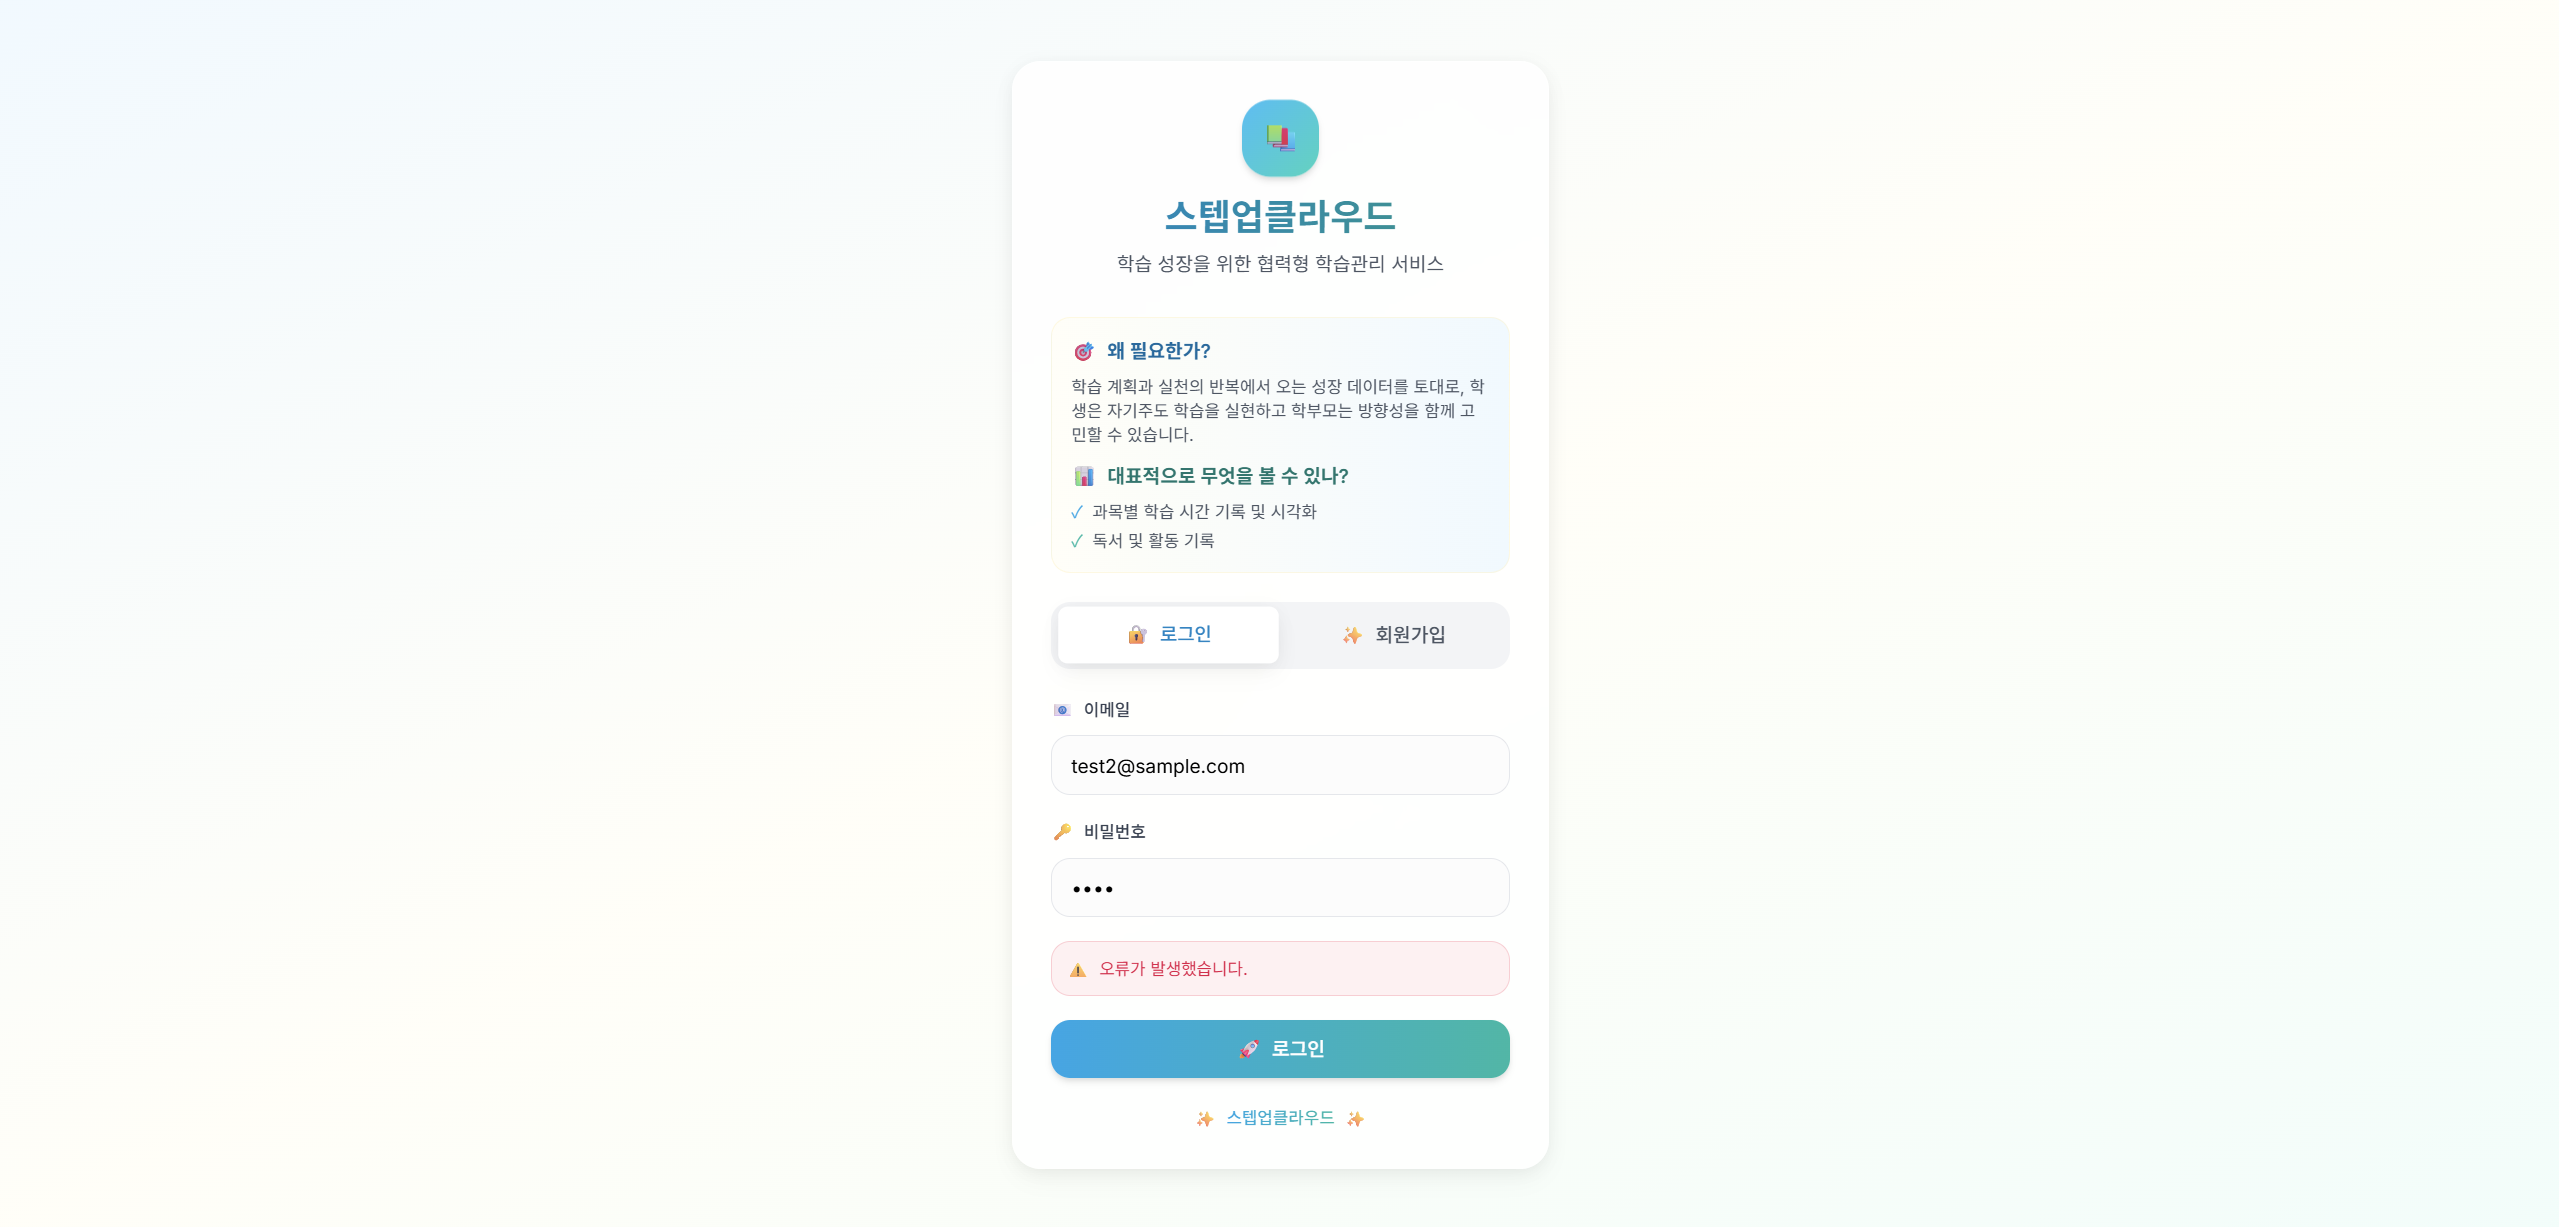 스텝업클라우드
학습 성장을 위한 협력형 학습관리 서비스
왜 필요한가?
학습 계획과 실천의 반복에서 오는 성장 데이터를 토대로, 학
생은 자기주도 학습을 실현하고 학부모는 방향성을 함께 고
민할 수 있습니다.
대표적으로 무엇을 볼 수 있나?
✓ 과목별 학습 시간 기록 및 시각화
✓ 독서 및 활동 기록
로그인
회원가입
이메일
test2@sample.com
비밀번호
••••
오류가 발생했습니다.
로그인
스텝업클라우드